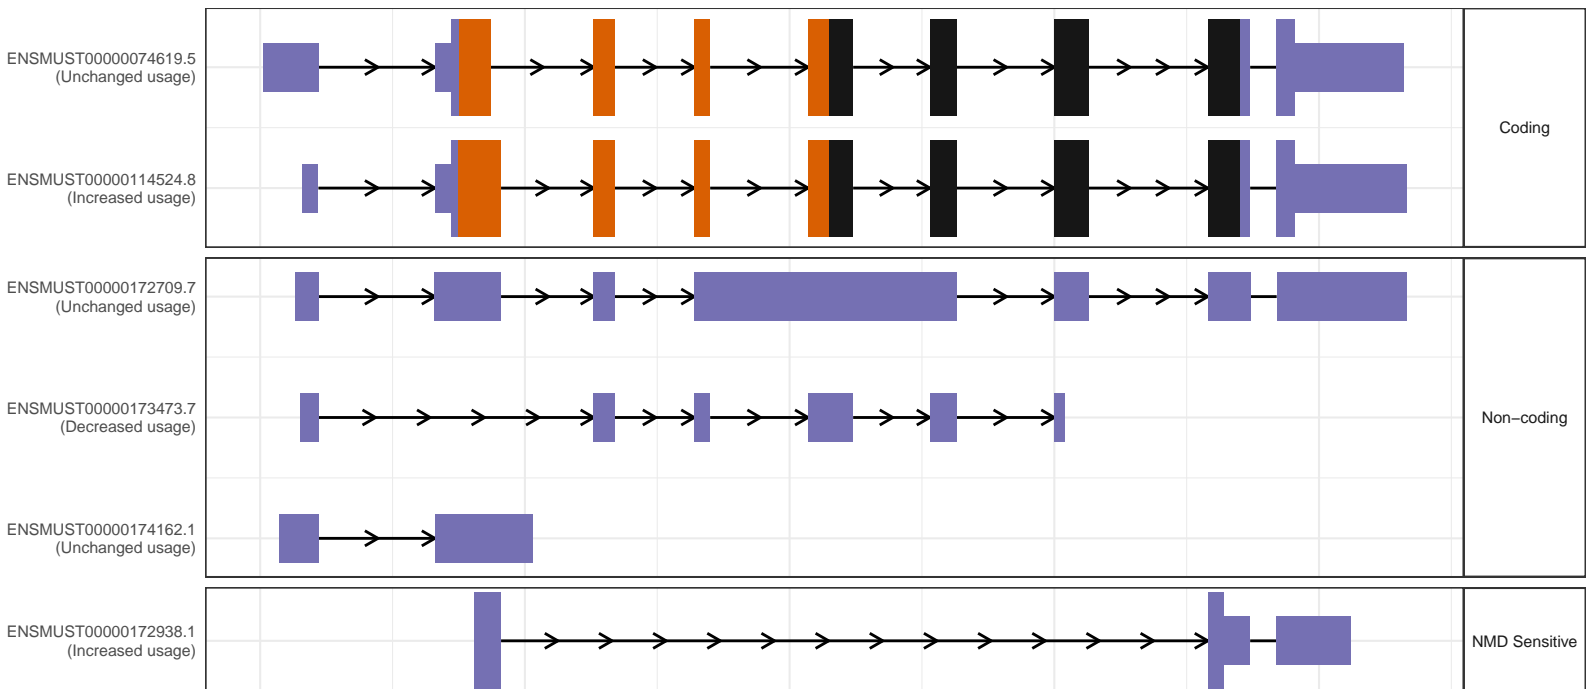 ENSMUST00000074619.5
(Unchanged usage)
ENSMUST00000114524.8
(Increased usage)
Coding
ENSMUST00000172709.7
(Unchanged usage)
ENSMUST00000173473.7
(Decreased usage)
ENSMUST00000174162.1
(Unchanged usage)
Non−coding
ENSMUST00000172938.1
(Increased usage)
NMD Sensitive